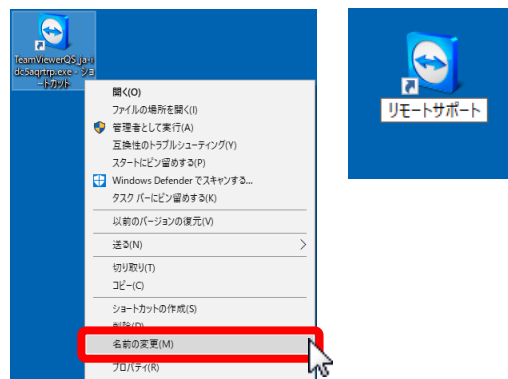 TeamViewerQS_ja-i
dc5aqrtrp.exe - ショ
ートカット
開く(O)
ファイルの場所を開く(I)
管理者として実行(A)
互換性のトラブルシューティング(Y)
スタートにピン留めする(P)
Windows Defender でスキャンする...
タスク バーにピン留めする(K)
以前のバージョンの復元(V)
送る(N)
切り取り(T)
コピー(C)
ショートカットの作成(S)
削除(D)
名前の変更(M)
プロパティ(R)
リモートサポート